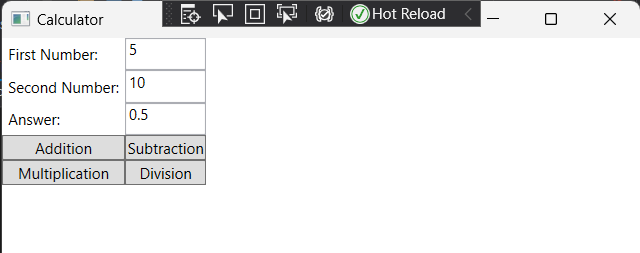 Calculator
Hot Reload
First Number: 5
Second Number: 10
Answer: 0.5
Addition Subtraction
Multiplication Division